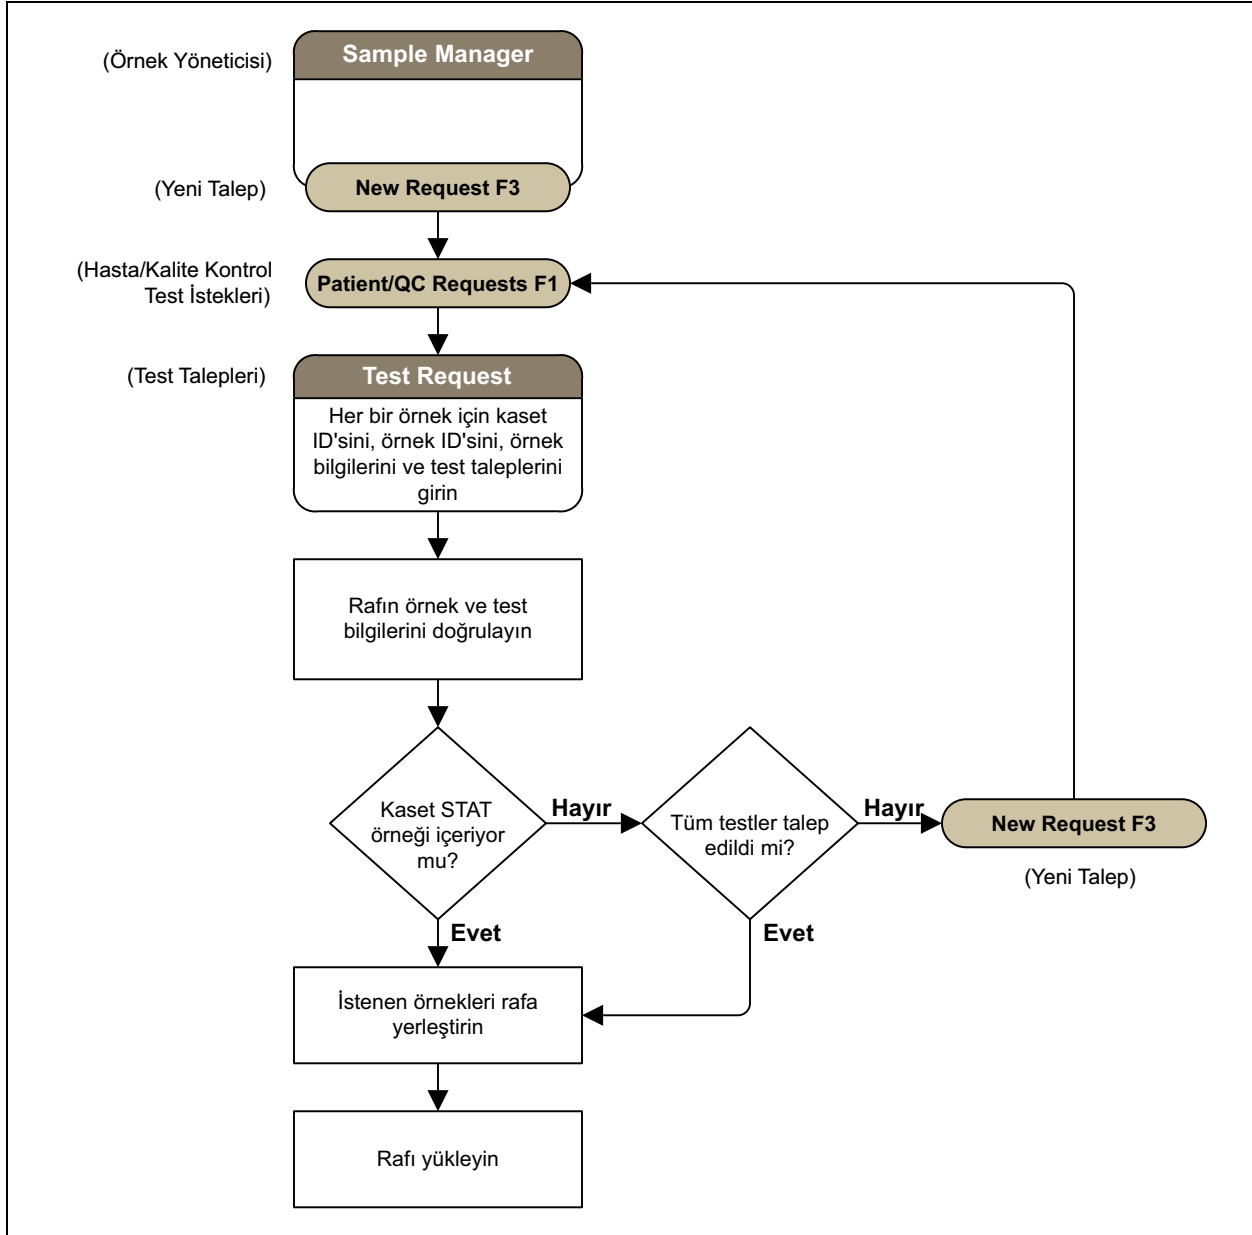 (Örnek Yöneticisi)
Sample Manager
(Yeni Talep)
New Request F3
(Hasta/Kalite Kontrol
Test İstekleri)
Patient/QC Requests F1
(Test Talepleri)
Test Request
Her bir örnek için kaset
ID'sini, örnek ID'sini, örnek
bilgilerini ve test taleplerini
girin
Rafın örnek ve test
bilgilerini doğrulayın
Kaset STAT
örneği içeriyor
mu?
Hayır
Tüm testler talep
edildi mi?
Hayır
New Request F3
(Yeni Talep)
Evet
Evet
İstenen örnekleri rafa
yerleştirin
Rafı yükleyin